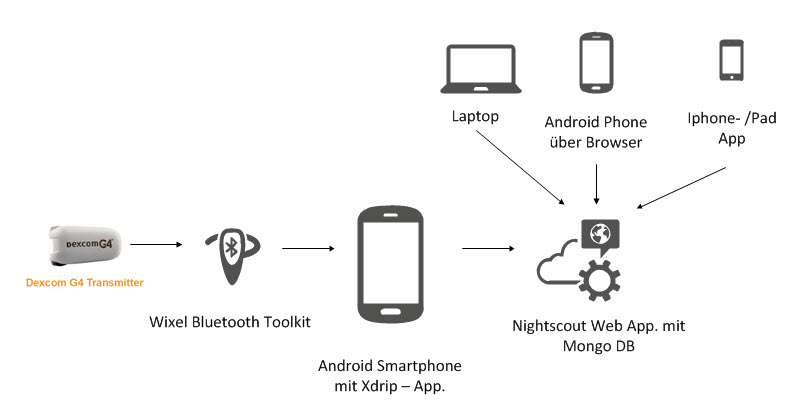 Laptop
Android Phone
über Browser
Iphone- /Pad
App
Dexcom G4™
Dexcom G4 Transmitter
Wixel Bluetooth Toolkit
Android Smartphone
mit Xdrip – App.
Nightscout Web App. mit
Mongo DB